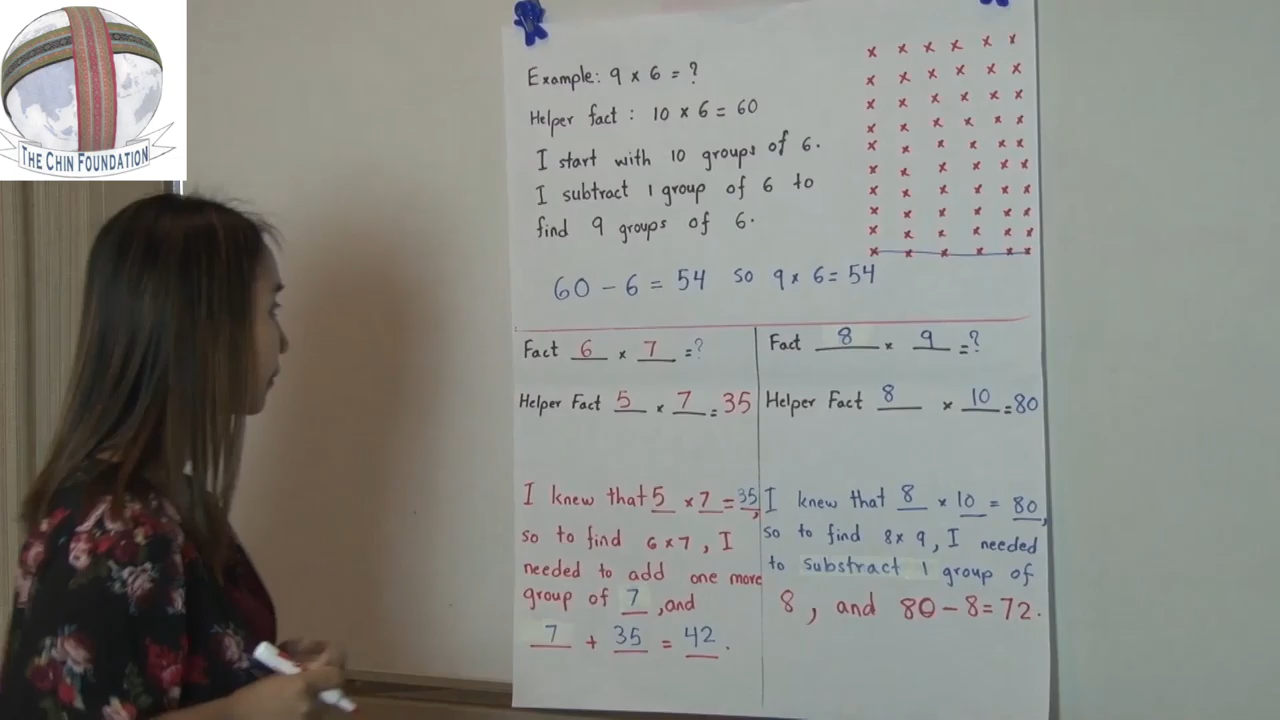 THE CHIN FOUNDATION
Example: 9 x 6 = ?
Helper fact : 10 x 6 = 60
I start with 10 groups of 6.
I subtract 1 group of 6 to
find 9 groups of 6.
60 - 6 = 54 so 9 x 6 = 54
Fact 6 x 7 = ?
Helper Fact 5 x 7 = 35
I knew that 5 x 7 = 35,
so to find 6 x 7, I
needed to add one more
group of 7, and
7 + 35 = 42.
Fact 8 x 9 = ?
Helper Fact 8 x 10 = 80
I knew that 8 x 10 = 80,
so to find 8 x 9, I needed
to substract 1 group of
8, and 80 - 8 = 72.